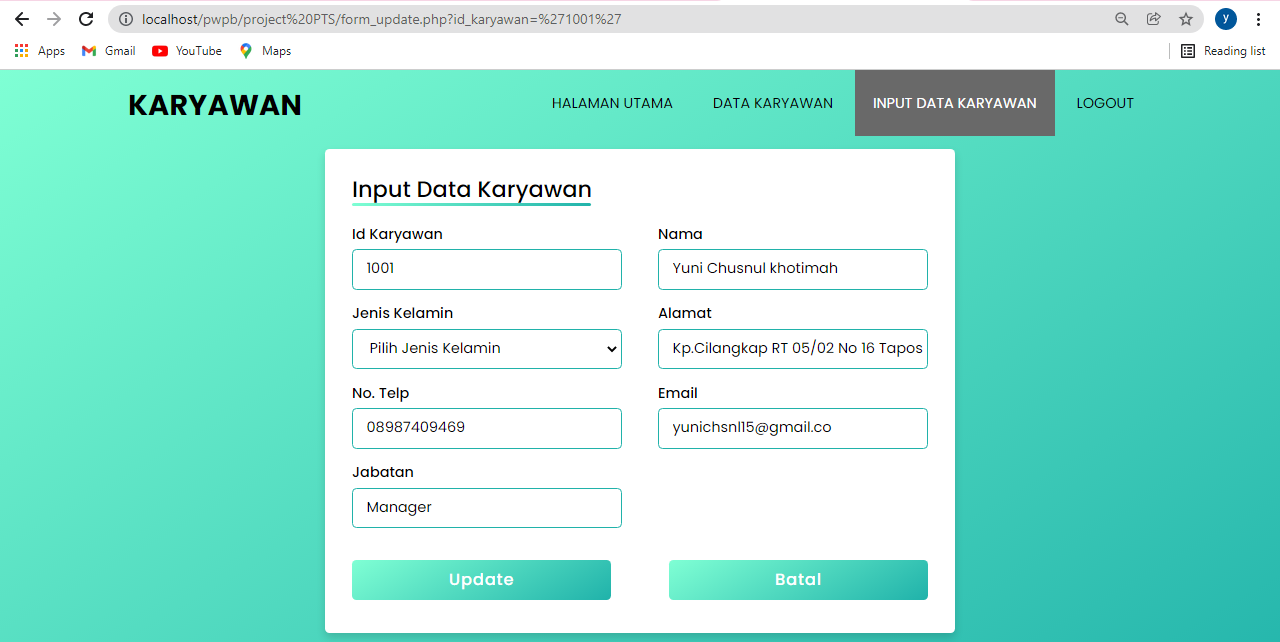 localhost/pwpb/project%20PTS/form_update.php?id_karyawan=%271001%27
y
Apps Gmail YouTube Maps Reading list
KARYAWAN HALAMAN UTAMA DATA KARYAWAN INPUT DATA KARYAWAN LOGOUT
Input Data Karyawan
Id Karyawan Nama
1001 Yuni Chusnul khotimah
Jenis Kelamin Alamat
Pilih Jenis Kelamin Kp.Cilangkap RT 05/02 No 16 Tapos
No. Telp Email
08987409469 yunichsnl15@gmail.co
Jabatan
Manager
Update Batal